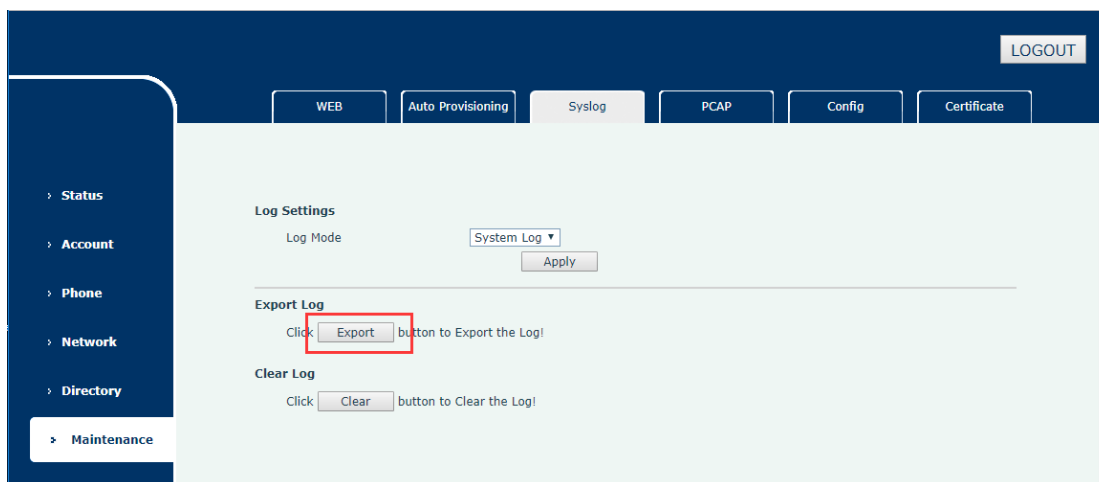 LOGOUT
WEB Auto Provisioning Syslog PCAP Config Certificate
Status
Account
Phone
Network
Directory
Maintenance
Log Settings
Log Mode System Log
Apply
Export Log
Click Export button to Export the Log!
Clear Log
Click Clear button to Clear the Log!